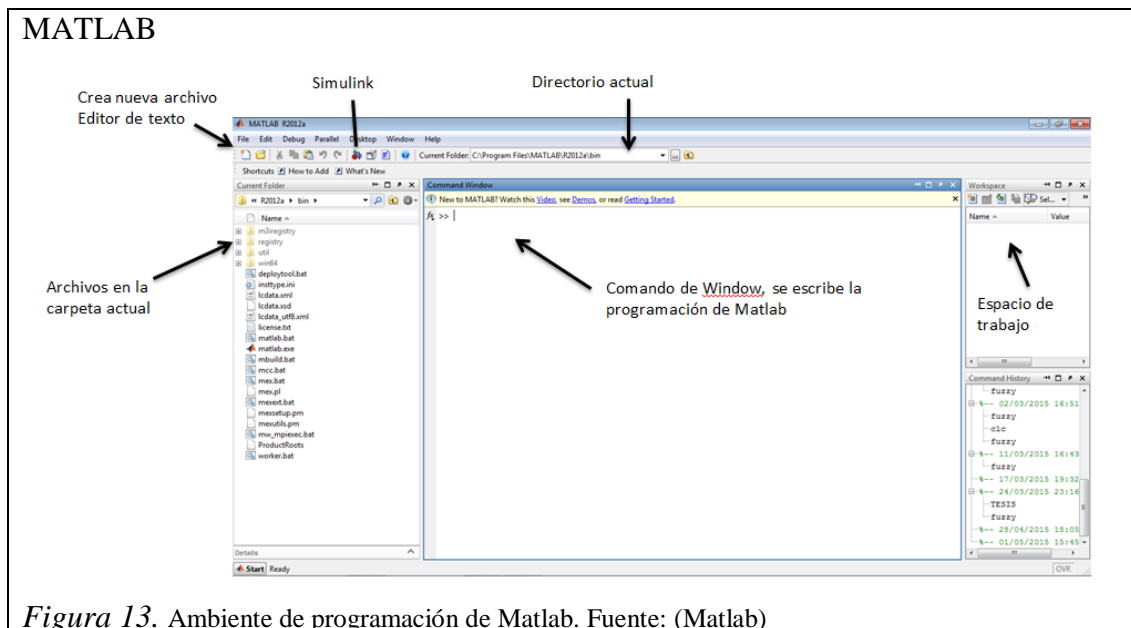 MATLAB
Simulink
Directorio actual
Crea nueva archivo
Editor de texto
MATLAB R2012a
File Edit Debug Parallel Desktop Window Help
Current Folder: C:\Program Files\MATLAB\R2012a\bin
Shortcuts How to Add What's New
Current Folder
« R2012a ▸ bin ▸
Name
m3iregistry
registry
util
win64
deploytool.bat
insttype.ini
lcdata.xml
lcdata.xsd
lcdata_utf8.xml
license.txt
matlab.bat
matlab.exe
mbuild.bat
mcc.bat
mex.bat
mex.pl
mexext.bat
mexsetup.pm
mexutils.pm
mw_mpiexec.bat
ProductRoots
worker.bat
Details
Archivos en la
carpeta actual
Command Window
New to MATLAB? Watch this Video, see Demos, or read Getting Started.
fx >>
Comando de Window, se escribe la
programación de Matlab
Workspace
Sel...
Name Value
Espacio de
trabajo
Command History
fuzzy
%-- 02/03/2015 16:51
fuzzy
clc
fuzzy
%-- 11/03/2015 16:43
fuzzy
%-- 17/03/2015 19:32
%-- 24/03/2015 23:16
TESIS
fuzzy
%-- 28/04/2015 18:05
%-- 01/05/2015 15:45
Start Ready
OVR
Figura 13. Ambiente de programación de Matlab. Fuente: (Matlab)